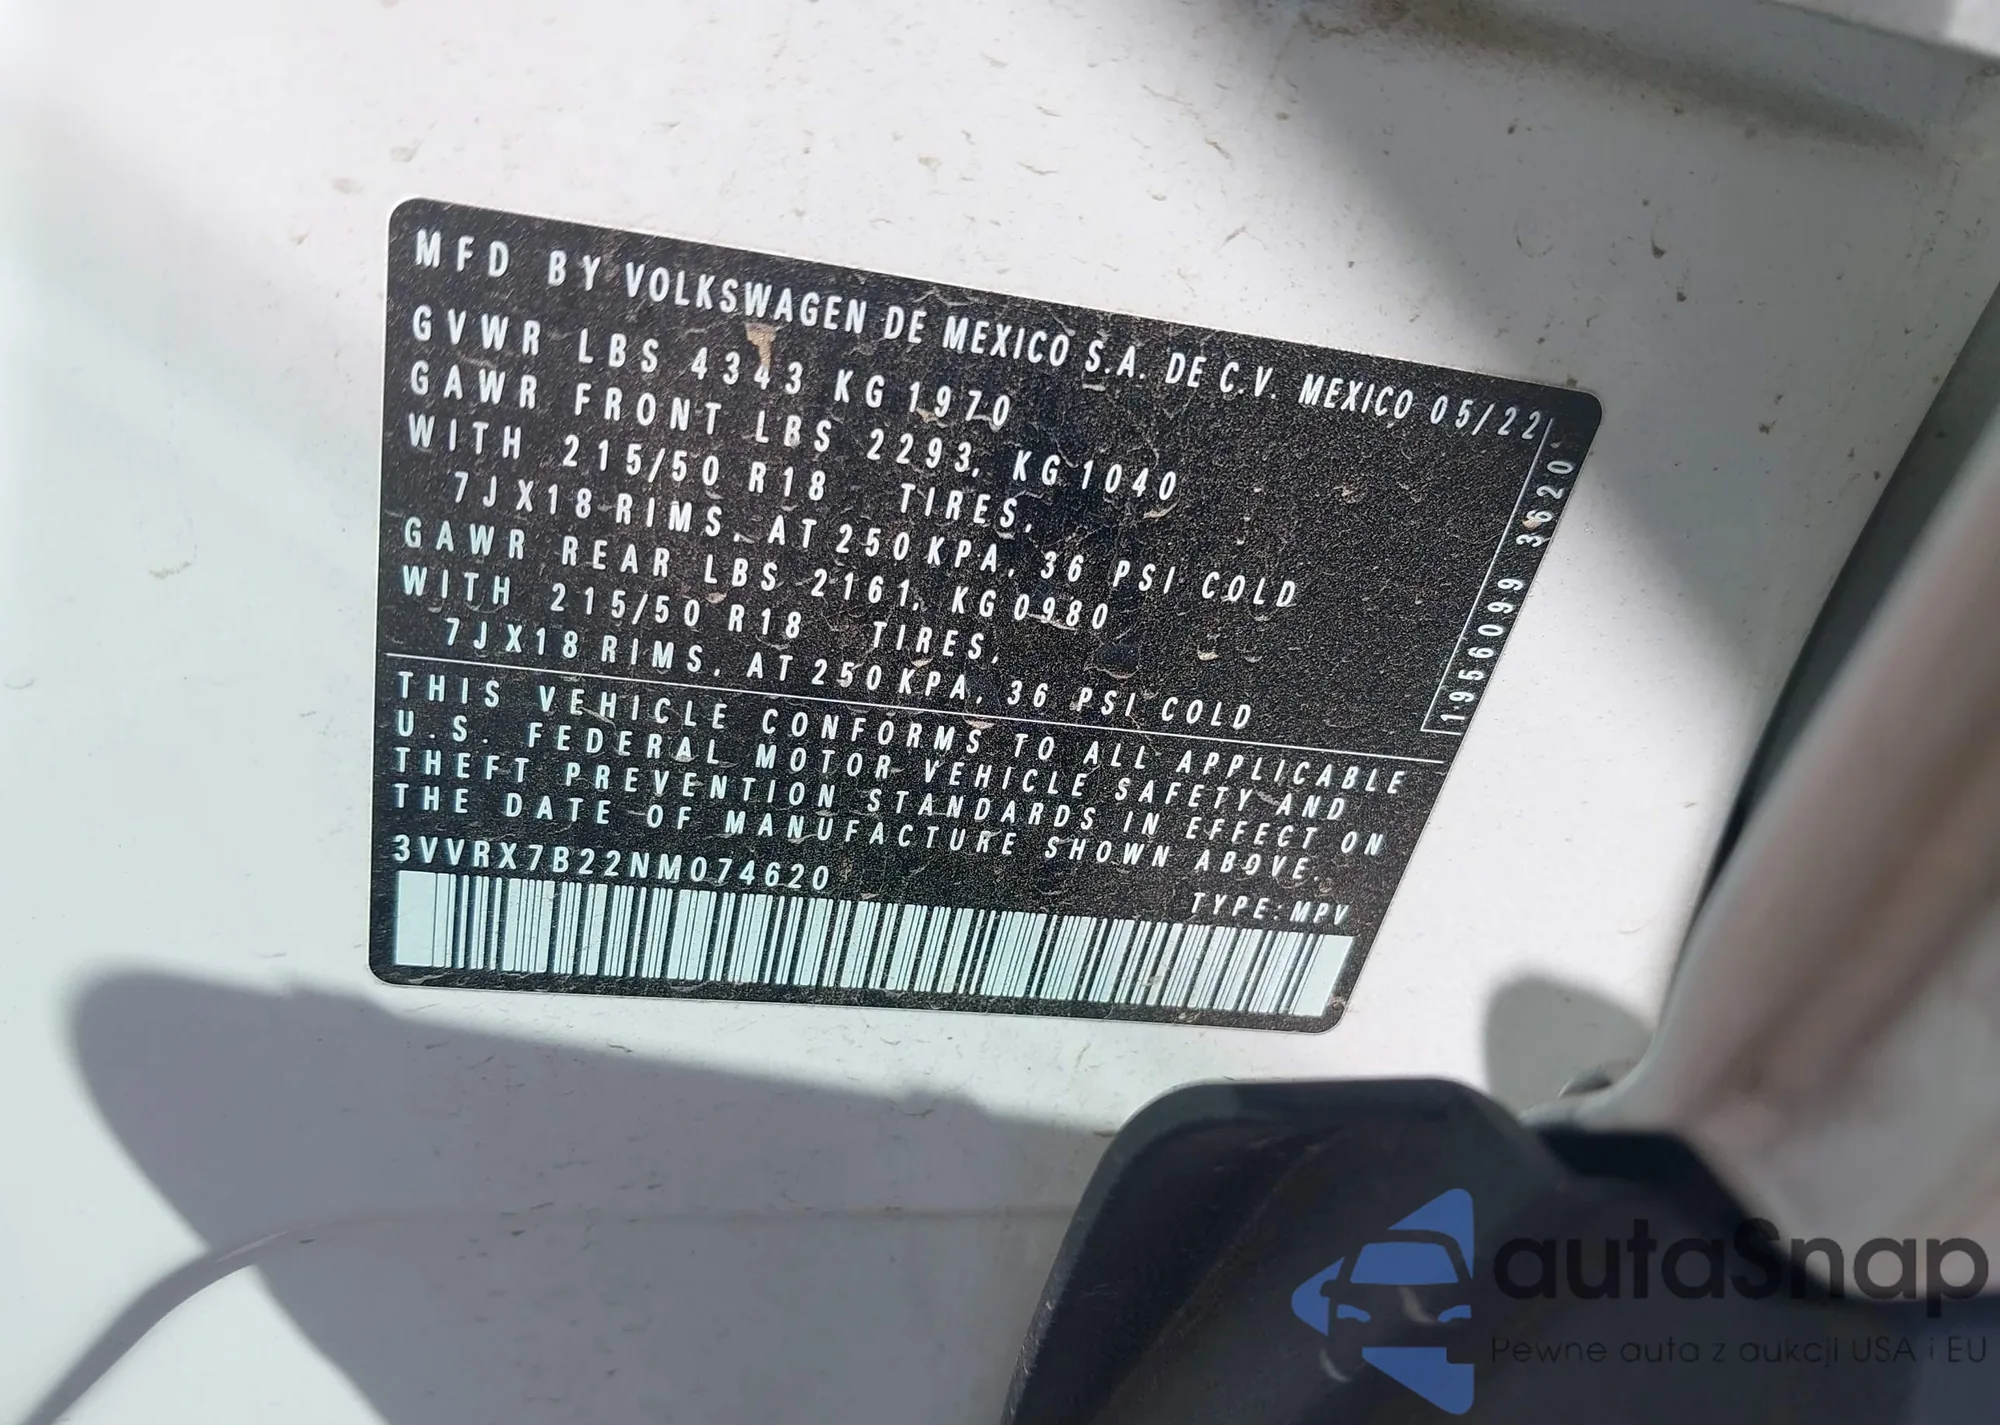 MFD BY VOLKSWAGEN DE MEXICO S.A. DE C.V. MEXICO 05/22
GVWR LBS 4343 KG 1970
GAWR FRONT LBS 2293, KG 1040
WITH 215/50 R18 TIRES,
7JX18 RIMS, AT 250 KPA, 36 PSI COLD
GAWR REAR LBS 2161, KG 0980
WITH 215/50 R18 TIRES,
7JX18 RIMS, AT 250 KPA, 36 PSI COLD
1956099 3620
THIS VEHICLE CONFORMS TO ALL APPLICABLE
U.S. FEDERAL MOTOR VEHICLE SAFETY AND
THEFT PREVENTION STANDARDS IN EFFECT ON
THE DATE OF MANUFACTURE SHOWN ABOVE.
3VVRX7B22NM074620
TYPE: MPV
autaSnap
Pewne auta z aukcji USA i EU